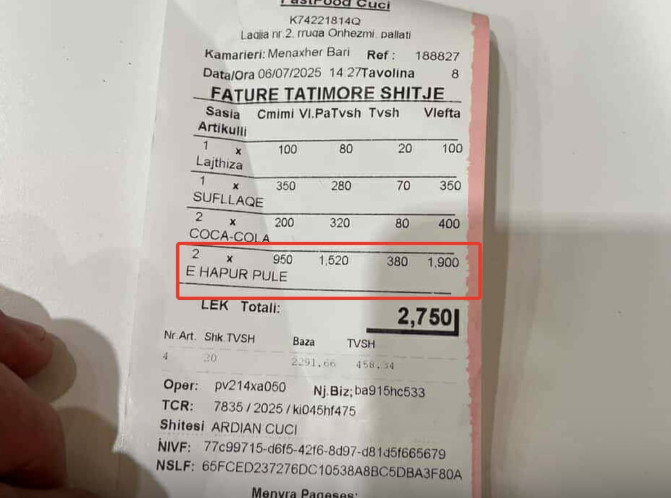 FastFood Cuci
K74221814Q
Lagjia nr.2. rruga Onhezmi. pallati
Kamarieri: Menaxher Bari Ref : 188827
Data/Ora 06/07/2025 14:27 Tavolina 8
FATURE TATIMORE SHITJE
Sasia Cmimi Vl.PaTvsh Tvsh Vlefta
Artikulli
1 x 100 80 20 100
Lajthiza
1 x 350 280 70 350
SUFLLAQE
2 x 200 320 80 400
COCA-COLA
2 x 950 1,520 380 1,900
E HAPUR PULE
LEK Totali: 2,750
Nr.Art. Shk.TVSH Baza TVSH
4 20 2291.66 458.34
Oper: pv214xa050 Nj.Biz; ba915hc533
TCR: 7835 / 2025 / ki045hf475
Shitesi ARDIAN CUCI
NIVF: 77c99715-d6f5-42f6-8d97-d81d5f665679
NSLF: 65FCED237276DC10538A8BC5DBA3F80A
Menyra Pageses: